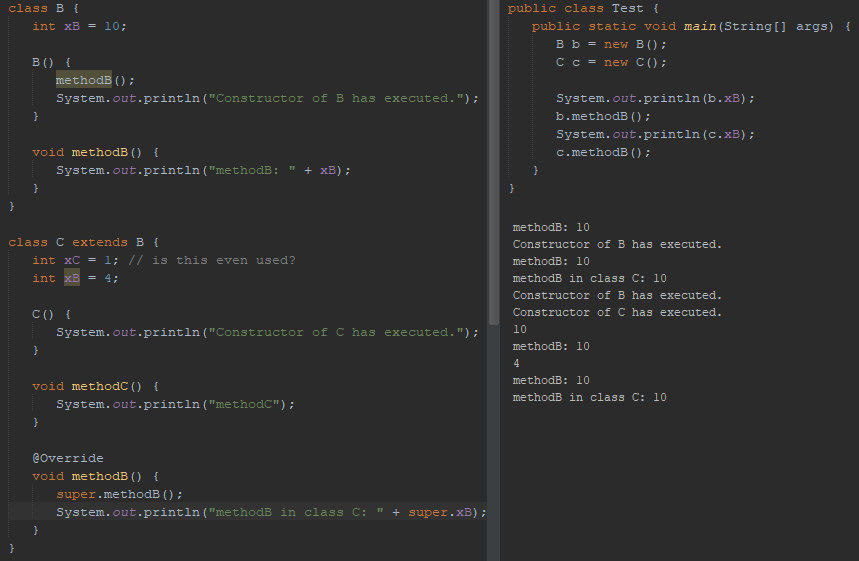 class B {
int xB = 10;
B() {
methodB();
System.out.println("Constructor of B has executed.");
}
void methodB() {
System.out.println("methodB: " + xB);
}
}
class C extends B {
int xC = 1; // is this even used?
int xB = 4;
C() {
System.out.println("Constructor of C has executed.");
}
void methodC() {
System.out.println("methodC");
}
@Override
void methodB() {
super.methodB();
System.out.println("methodB in class C: " + super.xB);
}
}
public class Test {
public static void main(String[] args) {
B b = new B();
C c = new C();
System.out.println(b.xB);
b.methodB();
System.out.println(c.xB);
c.methodB();
}
}
methodB: 10
Constructor of B has executed.
methodB: 10
methodB in class C: 10
Constructor of B has executed.
Constructor of C has executed.
10
methodB: 10
4
methodB: 10
methodB in class C: 10